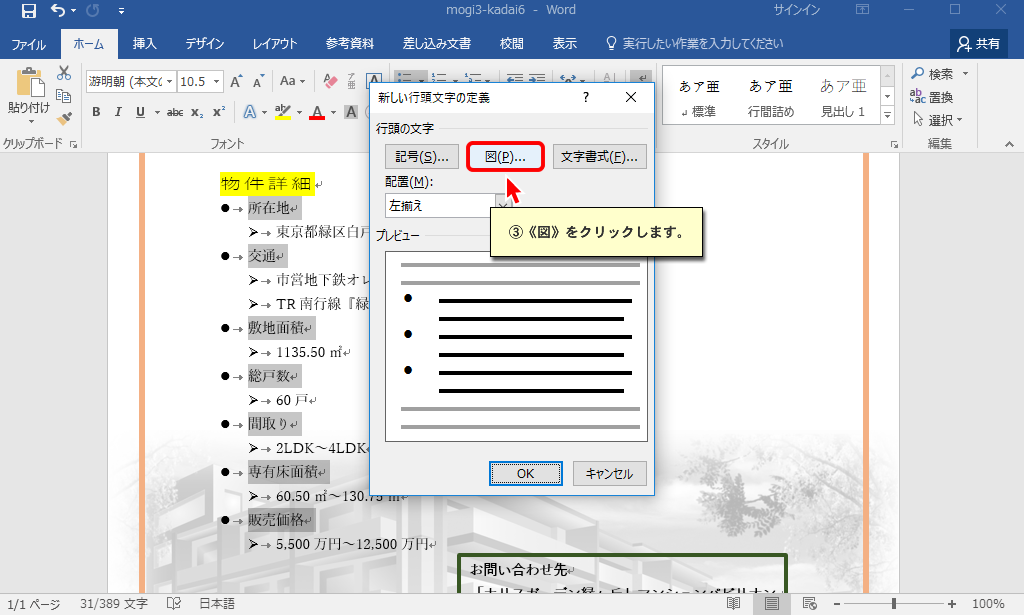 mogi3-kadai6 - Word
サインイン
ファイル ホーム 挿入 デザイン レイアウト 参考資料 差し込み文書 校閲 表示 実行したい作業を入力してください 共有
貼り付け
游明朝 (本文(
10.5
Aa
B I U abc x₂ x²
クリップボード
フォント
あア亜 あア亜 あア亜
↲ 標準 行間詰め 見出し 1
スタイル
検索
置換
選択
編集
新しい行頭文字の定義
? ×
行頭の文字
記号(S)... 図(P)... 文字書式(F)...
配置(M):
左揃え
③《図》をクリックします。
プレビュー
OK キャンセル
物件詳細
所在地
東京都緑区白戸
交通
市営地下鉄オレ
TR 南行線『緑
敷地面積
1135.50 ㎡
総戸数
60 戸
間取り
2LDK～4LDK
専有床面積
60.50 ㎡～130.75 ㎡
販売価格
5,500 万円～12,500 万円
お問い合わせ先
1/1 ページ 31/389 文字 日本語
100%